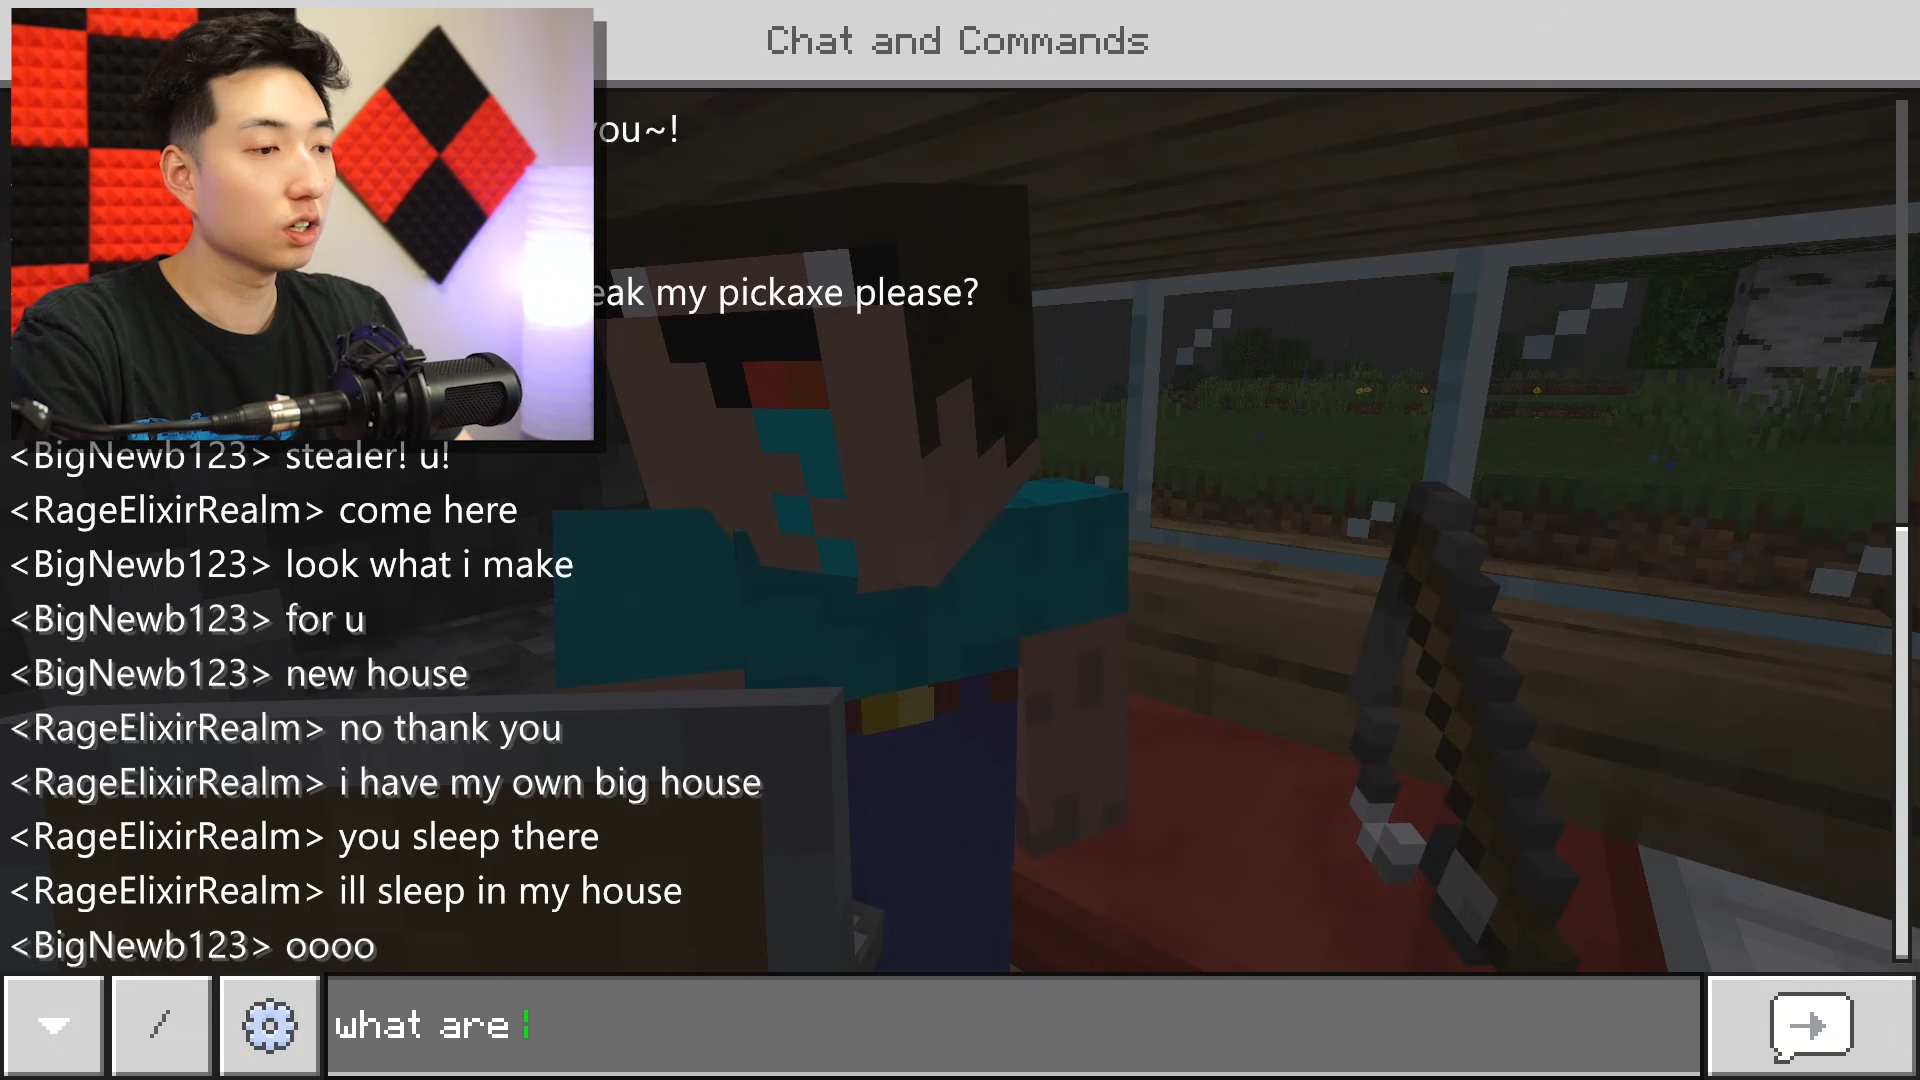 Chat and Commands
you~!
eak my pickaxe please?
<BigNewb123> stealer! u!
<RageElixirRealm> come here
<BigNewb123> look what i make
<BigNewb123> for u
<BigNewb123> new house
<RageElixirRealm> no thank you
<RageElixirRealm> i have my own big house
<RageElixirRealm> you sleep there
<RageElixirRealm> ill sleep in my house
<BigNewb123> oooo
/
what are